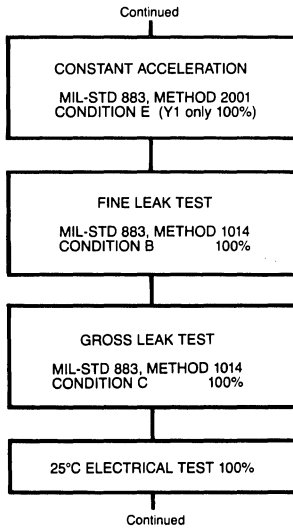 Continued
CONSTANT ACCELERATION
MIL-STD 883, METHOD 2001
CONDITION E (Y1 only 100%)
FINE LEAK TEST
MIL-STD 883, METHOD 1014
CONDITION B 100%
GROSS LEAK TEST
MIL-STD 883, METHOD 1014
CONDITION C 100%
25°C ELECTRICAL TEST 100%
Continued